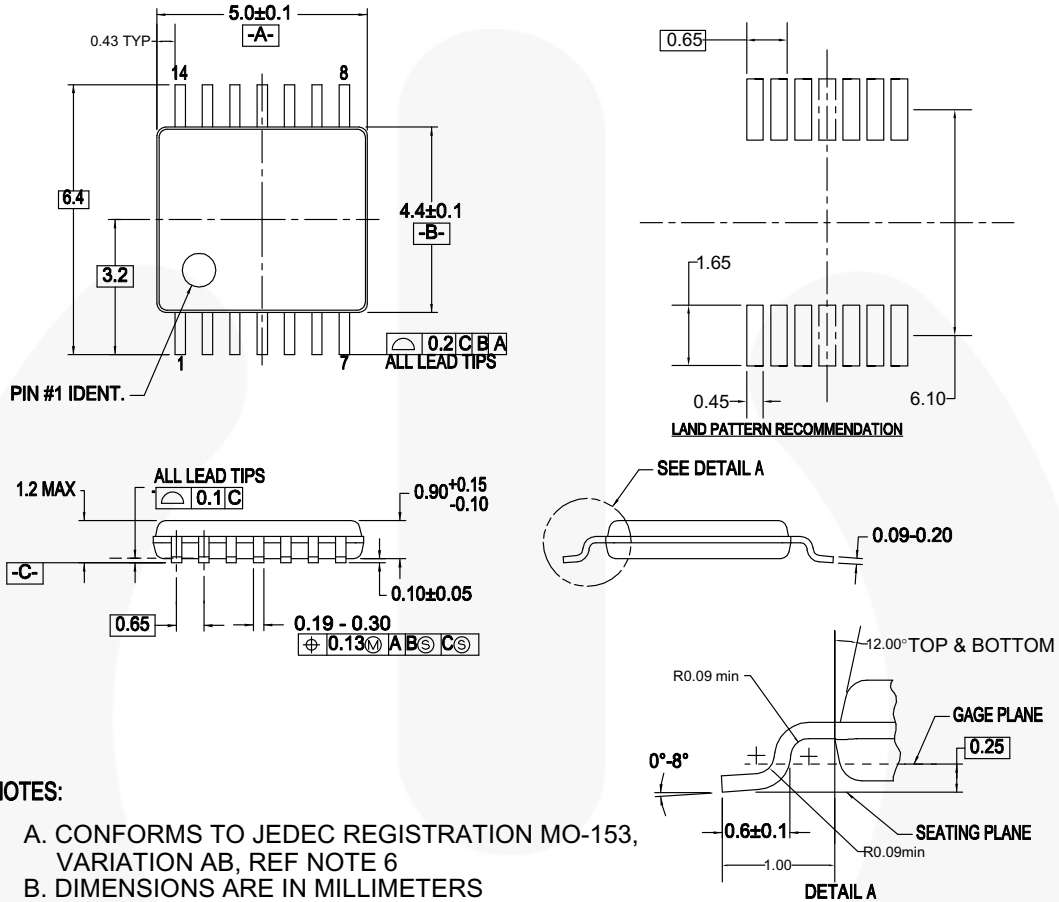 5.0±0.1
-A-
0.43 TYP
14 8
6.4
3.2
4.4±0.1
-B-
0.2 C B A
ALL LEAD TIPS
1 7
PIN #1 IDENT.
0.65
1.65
0.45
6.10
LAND PATTERN RECOMMENDATION
ALL LEAD TIPS
0.1 C
1.2 MAX
0.90+0.15
-0.10
-C-
0.10±0.05
0.65
0.19 - 0.30
⌖ 0.13Ⓜ A BⓈ CⓈ
SEE DETAIL A
0.09-0.20
12.00° TOP & BOTTOM
R0.09 min
GAGE PLANE
0.25
0°-8°
0.6±0.1
SEATING PLANE
R0.09min
1.00
DETAIL A
OTES:
A. CONFORMS TO JEDEC REGISTRATION MO-153,
VARIATION AB, REF NOTE 6
B. DIMENSIONS ARE IN MILLIMETERS